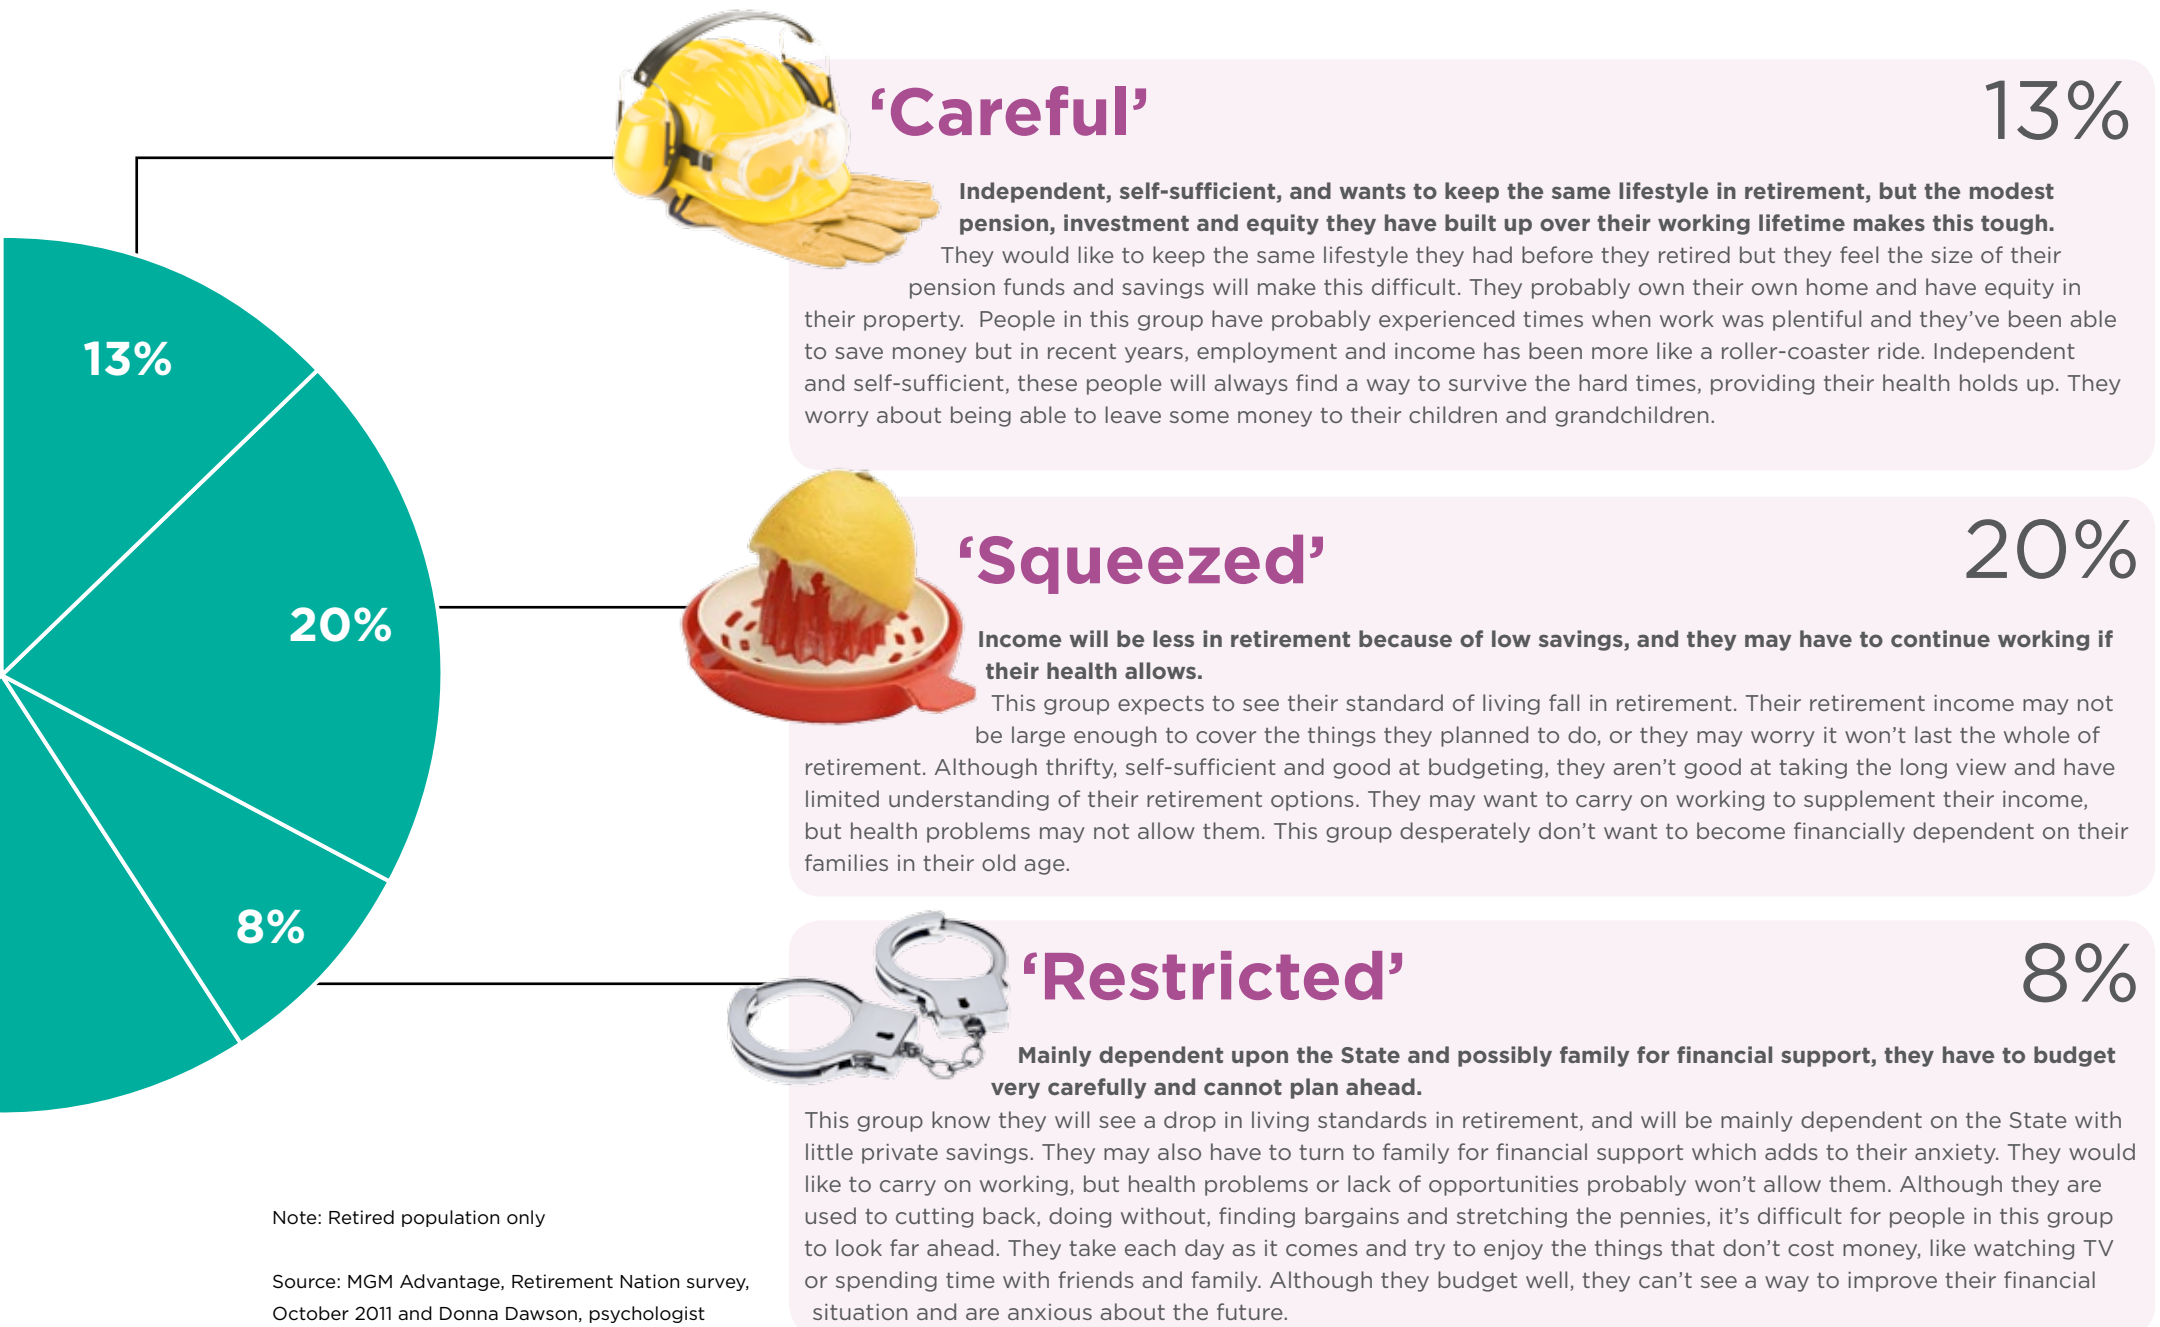 ‘Careful’
13%
Independent, self-sufficient, and wants to keep the same lifestyle in retirement, but the modest
pension, investment and equity they have built up over their working lifetime makes this tough.
They would like to keep the same lifestyle they had before they retired but they feel the size of their
pension funds and savings will make this difficult. They probably own their own home and have equity in
their property.  People in this group have probably experienced times when work was plentiful and they’ve been able
to save money but in recent years, employment and income has been more like a roller-coaster ride. Independent
and self-sufficient, these people will always find a way to survive the hard times, providing their health holds up. They
worry about being able to leave some money to their children and grandchildren.
13%
20%
8%
‘Squeezed’
20%
Income will be less in retirement because of low savings, and they may have to continue working if
their health allows.
This group expects to see their standard of living fall in retirement. Their retirement income may not
be large enough to cover the things they planned to do, or they may worry it won’t last the whole of
retirement. Although thrifty, self-sufficient and good at budgeting, they aren’t good at taking the long view and have
limited understanding of their retirement options. They may want to carry on working to supplement their income,
but health problems may not allow them. This group desperately don’t want to become financially dependent on their
families in their old age.
‘Restricted’
8%
Mainly dependent upon the State and possibly family for financial support, they have to budget
very carefully and cannot plan ahead.
This group know they will see a drop in living standards in retirement, and will be mainly dependent on the State with
little private savings. They may also have to turn to family for financial support which adds to their anxiety. They would
like to carry on working, but health problems or lack of opportunities probably won’t allow them. Although they are
used to cutting back, doing without, finding bargains and stretching the pennies, it’s difficult for people in this group
to look far ahead. They take each day as it comes and try to enjoy the things that don’t cost money, like watching TV
or spending time with friends and family. Although they budget well, they can’t see a way to improve their financial
situation and are anxious about the future.
Note: Retired population only
Source: MGM Advantage, Retirement Nation survey,
October 2011 and Donna Dawson, psychologist